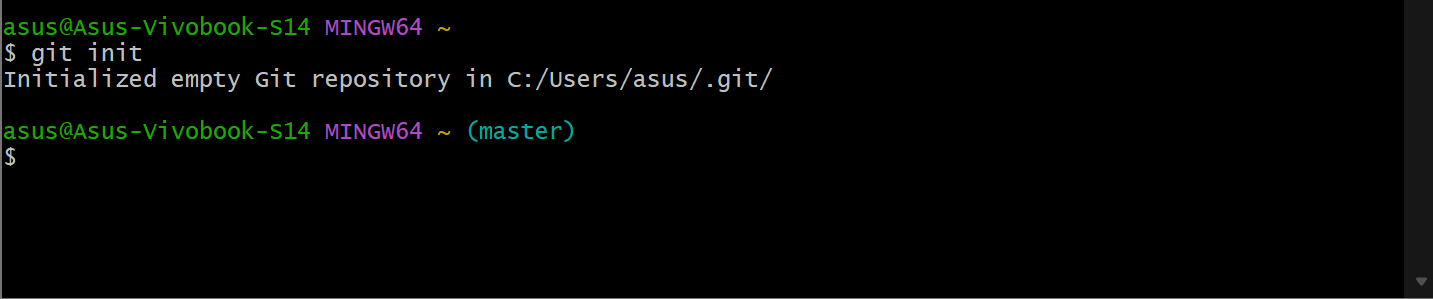 asus@Asus-Vivobook-S14 MINGW64 ~
$ git init
Initialized empty Git repository in C:/Users/asus/.git/
asus@Asus-Vivobook-S14 MINGW64 ~ (master)
$